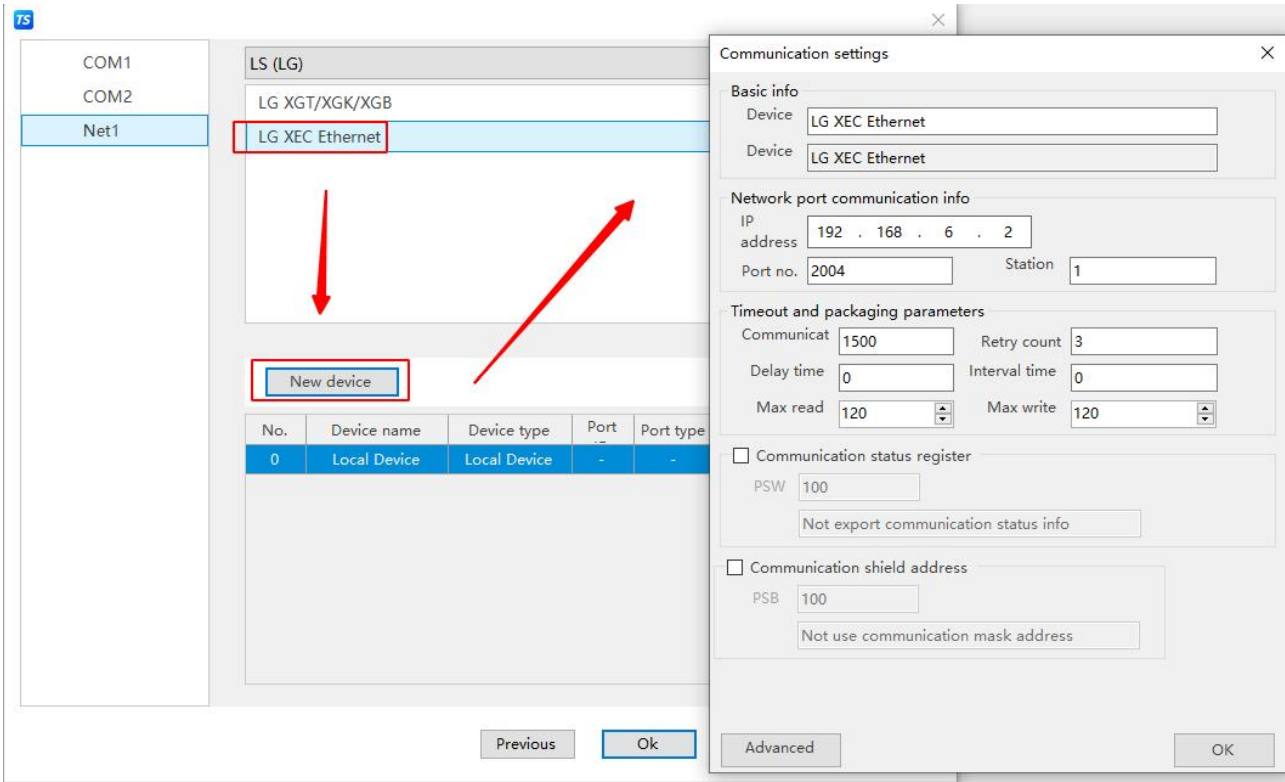 TS
COM1
COM2
Net1
LS (LG)
LG XGT/XGK/XGB
LG XEC Ethernet
New device
No. Device name Device type Port Port type
0 Local Device Local Device - -
Previous Ok
Communication settings
Basic info
Device LG XEC Ethernet
Device LG XEC Ethernet
Network port communication info
IP address 192 . 168 . 6 . 2
Port no. 2004 Station 1
Timeout and packaging parameters
Communicat 1500 Retry count 3
Delay time 0 Interval time 0
Max read 120 Max write 120
Communication status register
PSW 100
Not export communication status info
Communication shield address
PSB 100
Not use communication mask address
Advanced OK